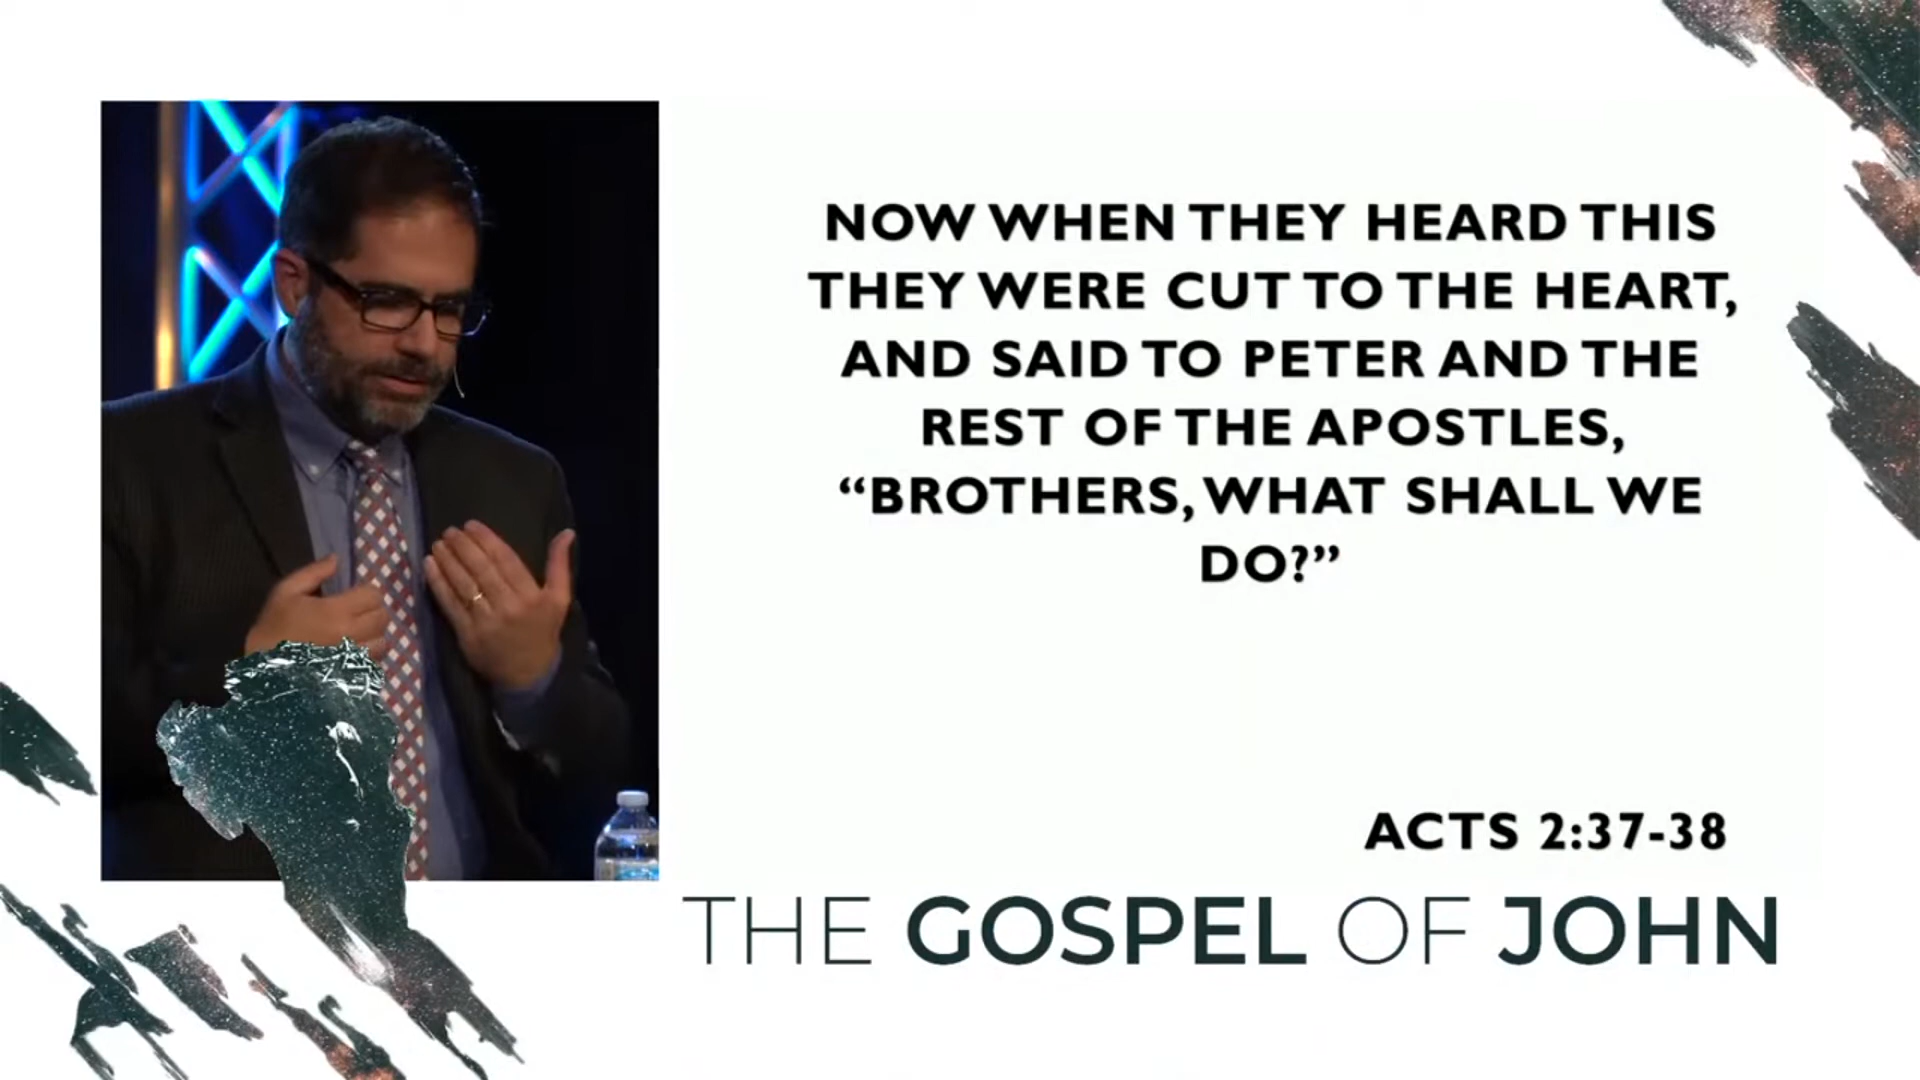 NOW WHEN THEY HEARD THIS
THEY WERE CUT TO THE HEART,
AND SAID TO PETER AND THE
REST OF THE APOSTLES,
“BROTHERS, WHAT SHALL WE
DO?”
ACTS 2:37-38
THE GOSPEL OF JOHN